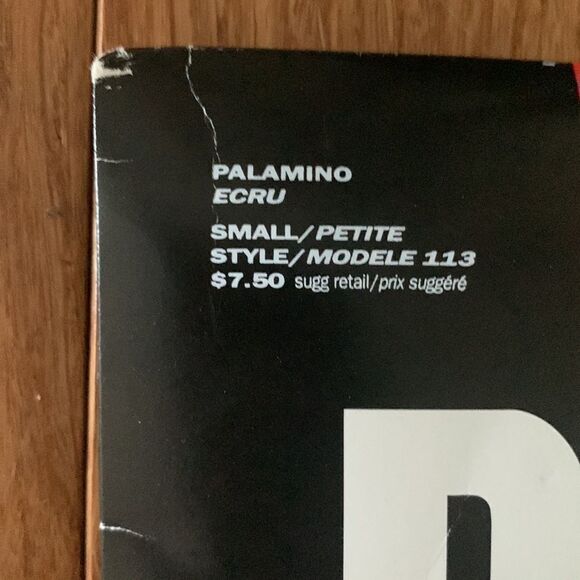 PALAMINO
ECRU
SMALL/PETITE
STYLE/MODELE 113
$7.50 sugg retail/prix suggéré